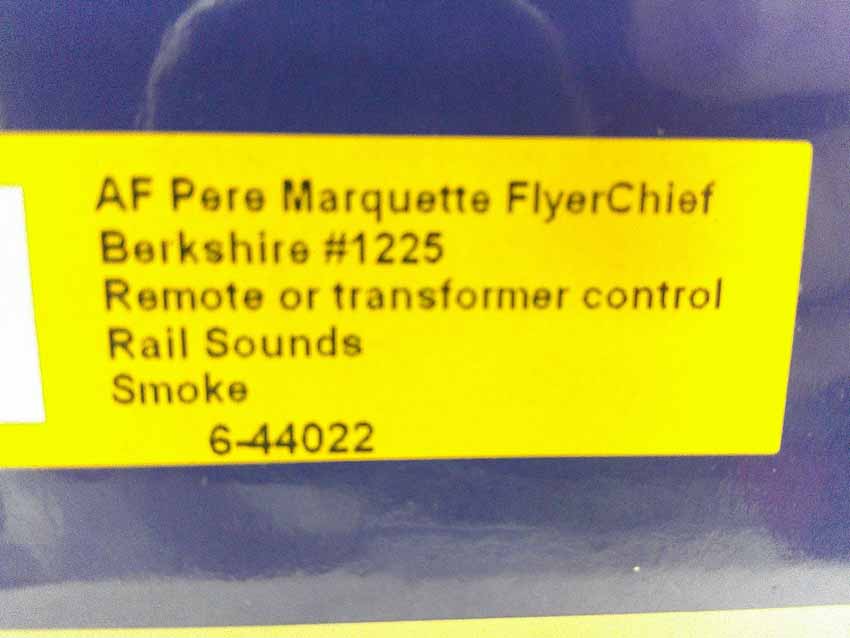 AF Pere Marquette FlyerChief
Berkshire #1225
Remote or transformer control
Rail Sounds
Smoke
6-44022